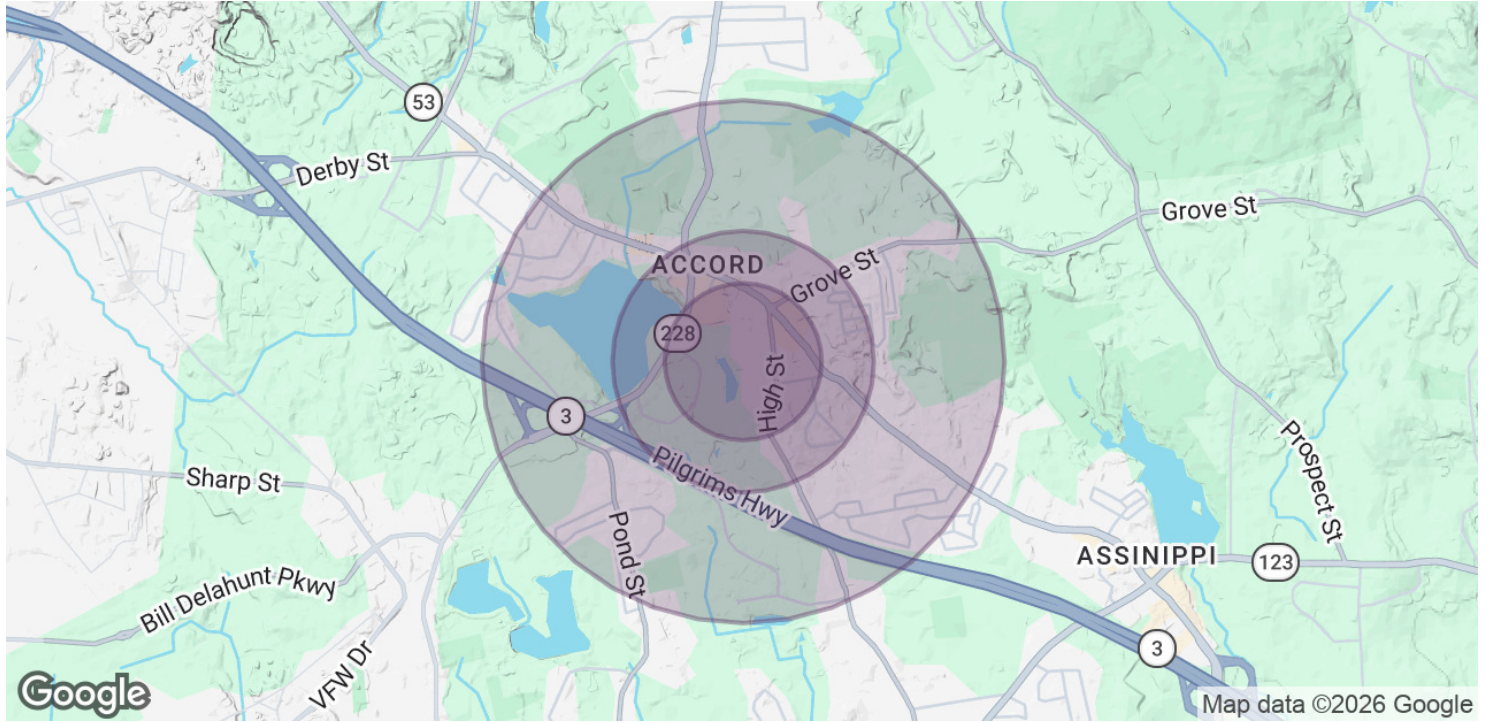 53
Derby St
Grove St
ACCORD
Grove St
228
High St
3
Pilgrims Hwy
Sharp St
Pond St
Prospect St
ASSINIPPI
123
Bill Delahunt Pkwy
VFW Dr
3
Google
Map data ©2026 Google